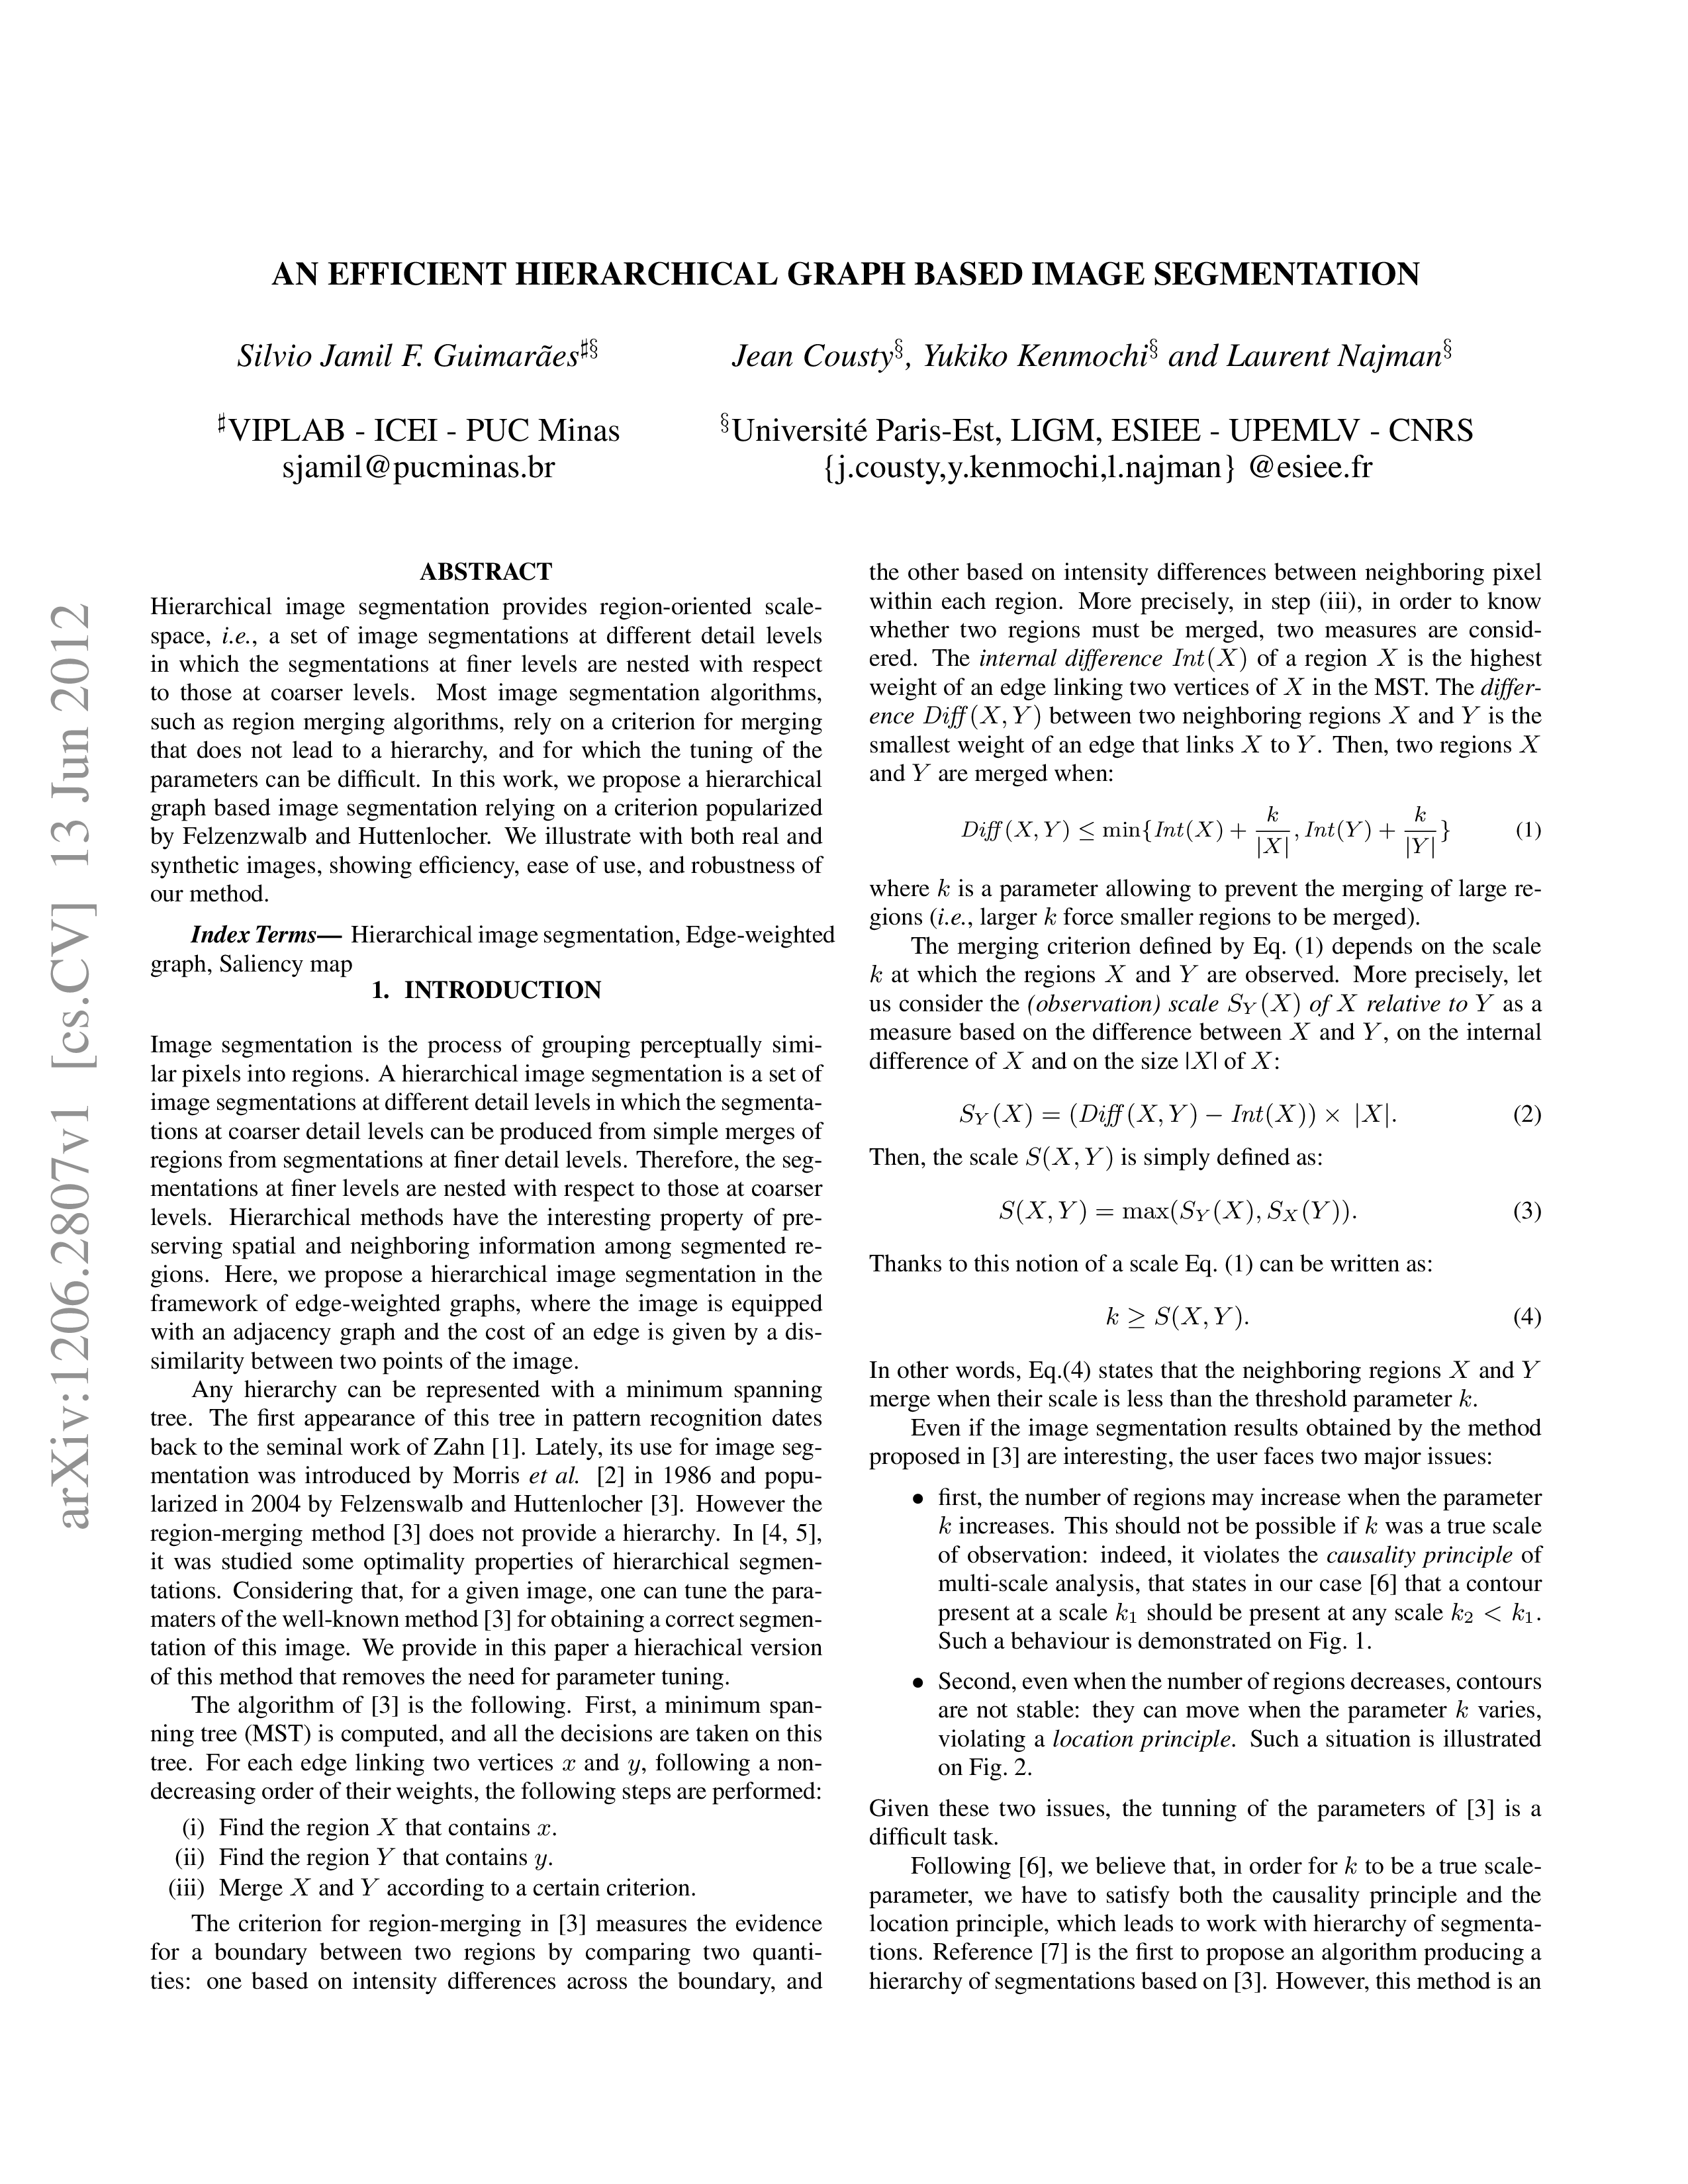 arXiv:1206.2807v1 [cs.CV] 13 Jun 2012
AN EFFICIENT HIERARCHICAL GRAPH BASED IMAGE SEGMENTATION
Silvio Jamil F. Guimarães♯§
Jean Cousty§, Yukiko Kenmochi§ and Laurent Najman§
♯VIPLAB - ICEI - PUC Minas
sjamil@pucminas.br
§Université Paris-Est, LIGM, ESIEE - UPEMLV - CNRS
{j.cousty,y.kenmochi,l.najman} @esiee.fr
ABSTRACT
Hierarchical image segmentation provides region-oriented scale-
space, i.e., a set of image segmentations at different detail levels
in which the segmentations at finer levels are nested with respect
to those at coarser levels. Most image segmentation algorithms,
such as region merging algorithms, rely on a criterion for merging
that does not lead to a hierarchy, and for which the tuning of the
parameters can be difficult. In this work, we propose a hierarchical
graph based image segmentation relying on a criterion popularized
by Felzenzwalb and Huttenlocher. We illustrate with both real and
synthetic images, showing efficiency, ease of use, and robustness of
our method.
Index Terms— Hierarchical image segmentation, Edge-weighted
graph, Saliency map
1. INTRODUCTION
Image segmentation is the process of grouping perceptually simi-
lar pixels into regions. A hierarchical image segmentation is a set of
image segmentations at different detail levels in which the segmenta-
tions at coarser detail levels can be produced from simple merges of
regions from segmentations at finer detail levels. Therefore, the seg-
mentations at finer levels are nested with respect to those at coarser
levels. Hierarchical methods have the interesting property of pre-
serving spatial and neighboring information among segmented re-
gions. Here, we propose a hierarchical image segmentation in the
framework of edge-weighted graphs, where the image is equipped
with an adjacency graph and the cost of an edge is given by a dis-
similarity between two points of the image.
Any hierarchy can be represented with a minimum spanning
tree. The first appearance of this tree in pattern recognition dates
back to the seminal work of Zahn [1]. Lately, its use for image seg-
mentation was introduced by Morris et al. [2] in 1986 and popu-
larized in 2004 by Felzenswalb and Huttenlocher [3]. However the
region-merging method [3] does not provide a hierarchy. In [4, 5],
it was studied some optimality properties of hierarchical segmen-
tations. Considering that, for a given image, one can tune the para-
maters of the well-known method [3] for obtaining a correct segmen-
tation of this image. We provide in this paper a hierachical version
of this method that removes the need for parameter tuning.
The algorithm of [3] is the following. First, a minimum span-
ning tree (MST) is computed, and all the decisions are taken on this
tree. For each edge linking two vertices x and y, following a non-
decreasing order of their weights, the following steps are performed:
(i) Find the region X that contains x.
(ii) Find the region Y that contains y.
(iii) Merge X and Y according to a certain criterion.
The criterion for region-merging in [3] measures the evidence
for a boundary between two regions by comparing two quanti-
ties: one based on intensity differences across the boundary, and
the other based on intensity differences between neighboring pixel
within each region. More precisely, in step (iii), in order to know
whether two regions must be merged, two measures are consid-
ered. The internal difference Int(X) of a region X is the highest
weight of an edge linking two vertices of X in the MST. The differ-
ence Diff(X, Y) between two neighboring regions X and Y is the
smallest weight of an edge that links X to Y. Then, two regions X
and Y are merged when:
Diff(X, Y) ≤ min{Int(X) + k/|X|, Int(Y) + k/|Y|} (1)
where k is a parameter allowing to prevent the merging of large re-
gions (i.e., larger k force smaller regions to be merged).
The merging criterion defined by Eq. (1) depends on the scale
k at which the regions X and Y are observed. More precisely, let
us consider the (observation) scale S_Y(X) of X relative to Y as a
measure based on the difference between X and Y, on the internal
difference of X and on the size |X| of X:
S_Y(X) = (Diff(X, Y) − Int(X)) × |X|. (2)
Then, the scale S(X, Y) is simply defined as:
S(X, Y) = max(S_Y(X), S_X(Y)). (3)
Thanks to this notion of a scale Eq. (1) can be written as:
k ≥ S(X, Y). (4)
In other words, Eq.(4) states that the neighboring regions X and Y
merge when their scale is less than the threshold parameter k.
Even if the image segmentation results obtained by the method
proposed in [3] are interesting, the user faces two major issues:
• first, the number of regions may increase when the parameter
k increases. This should not be possible if k was a true scale
of observation: indeed, it violates the causality principle of
multi-scale analysis, that states in our case [6] that a contour
present at a scale k₁ should be present at any scale k₂ < k₁.
Such a behaviour is demonstrated on Fig. 1.
• Second, even when the number of regions decreases, contours
are not stable: they can move when the parameter k varies,
violating a location principle. Such a situation is illustrated
on Fig. 2.
Given these two issues, the tunning of the parameters of [3] is a
difficult task.
Following [6], we believe that, in order for k to be a true scale-
parameter, we have to satisfy both the causality principle and the
location principle, which leads to work with hierarchy of segmenta-
tions. Reference [7] is the first to propose an algorithm producing a
hierarchy of segmentations based on [3]. However, this method is an